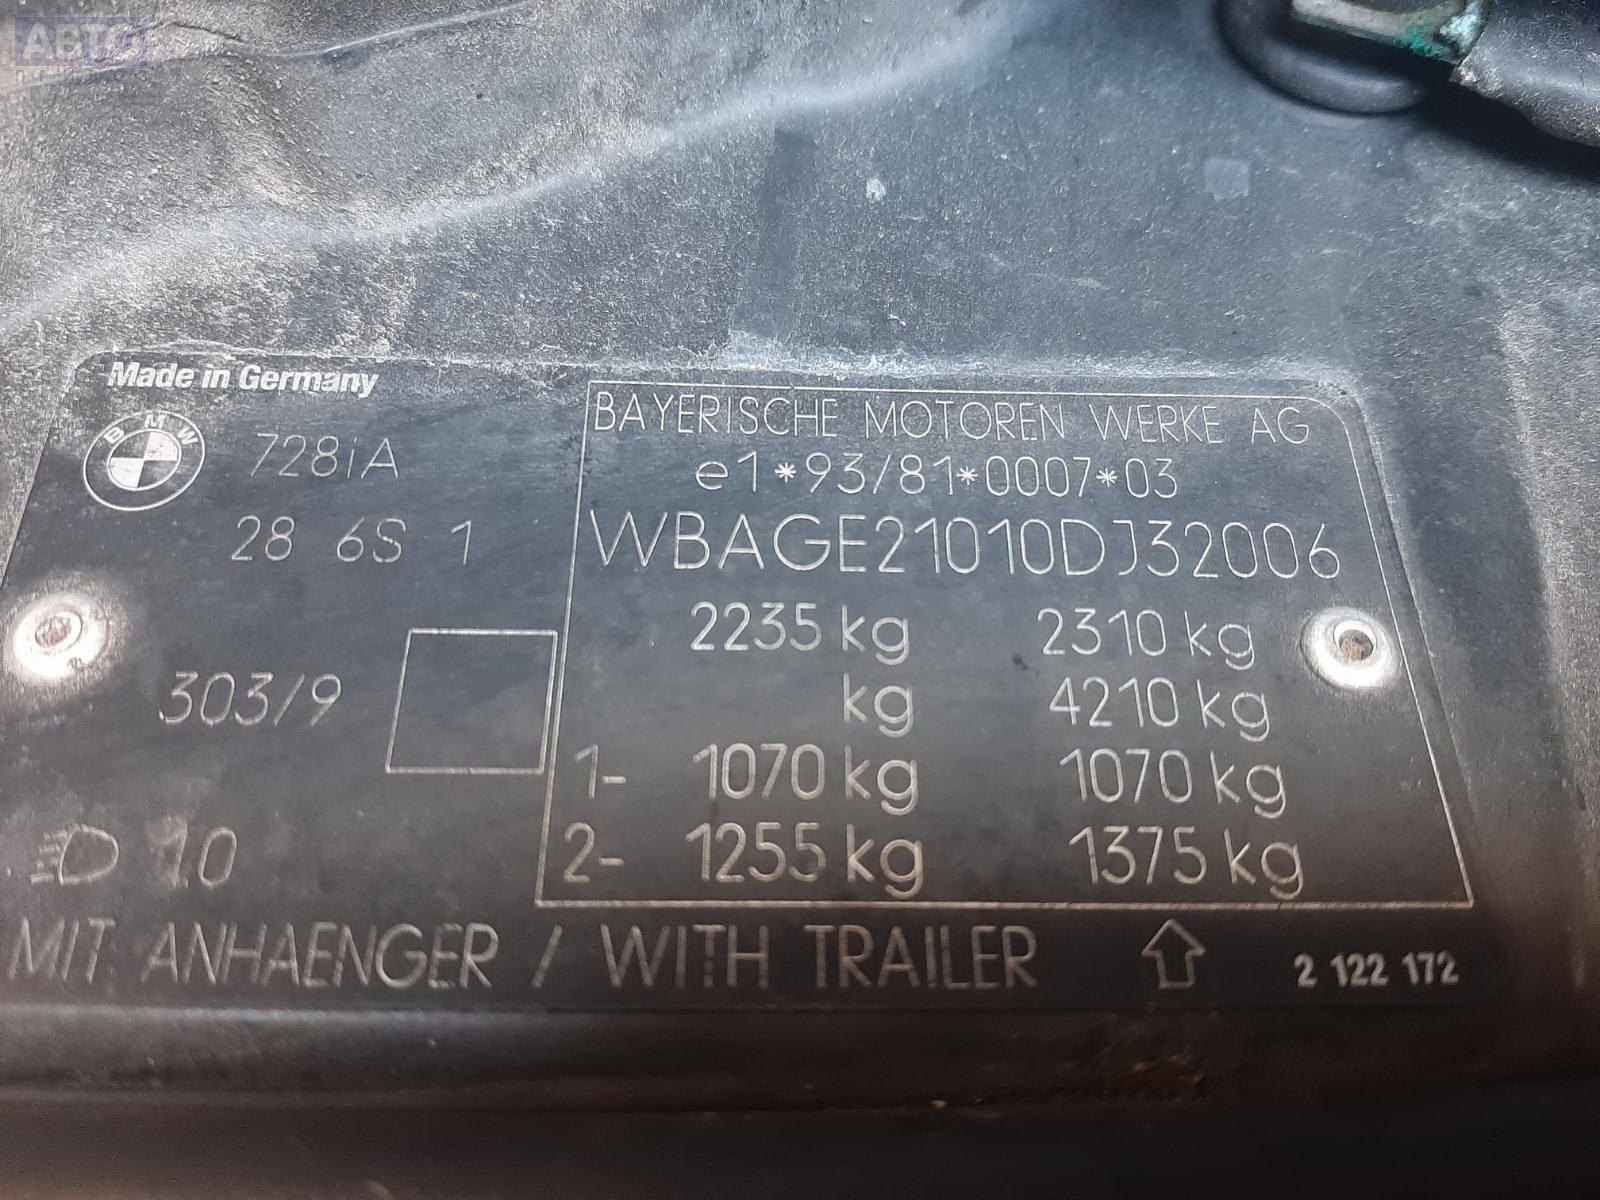 АВТО
Made in Germany
BMW
728iA
28 6S 1
303/9
10
BAYERISCHE MOTOREN WERKE AG
e1*93/81*0007*03
WBAGE21010DJ32006
2235 kg 2310 kg
kg 4210 kg
1- 1070 kg 1070 kg
2- 1255 kg 1375 kg
MIT ANHAENGER / WITH TRAILER
2 122 172